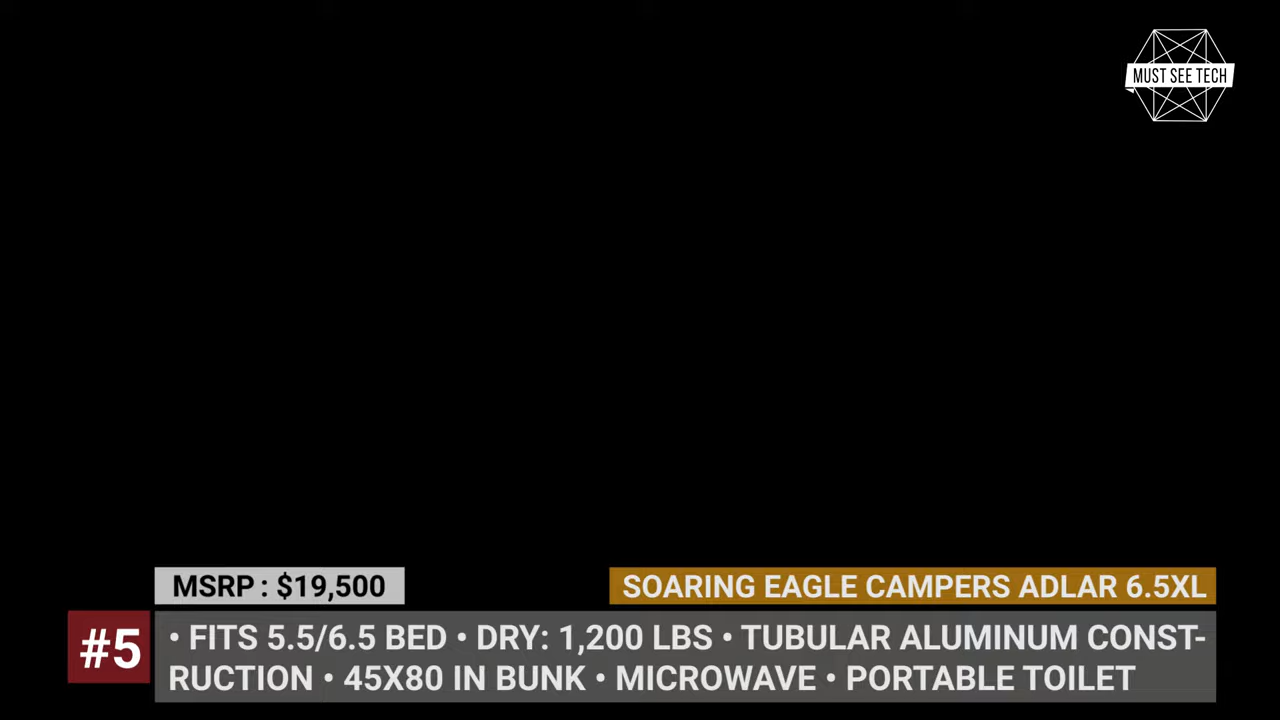 MUST SEE TECH
MSRP : $19,500
SOARING EAGLE CAMPERS ADLAR 6.5XL
#5
• FITS 5.5/6.5 BED • DRY: 1,200 LBS • TUBULAR ALUMINUM CONST-
RUCTION • 45X80 IN BUNK • MICROWAVE • PORTABLE TOILET